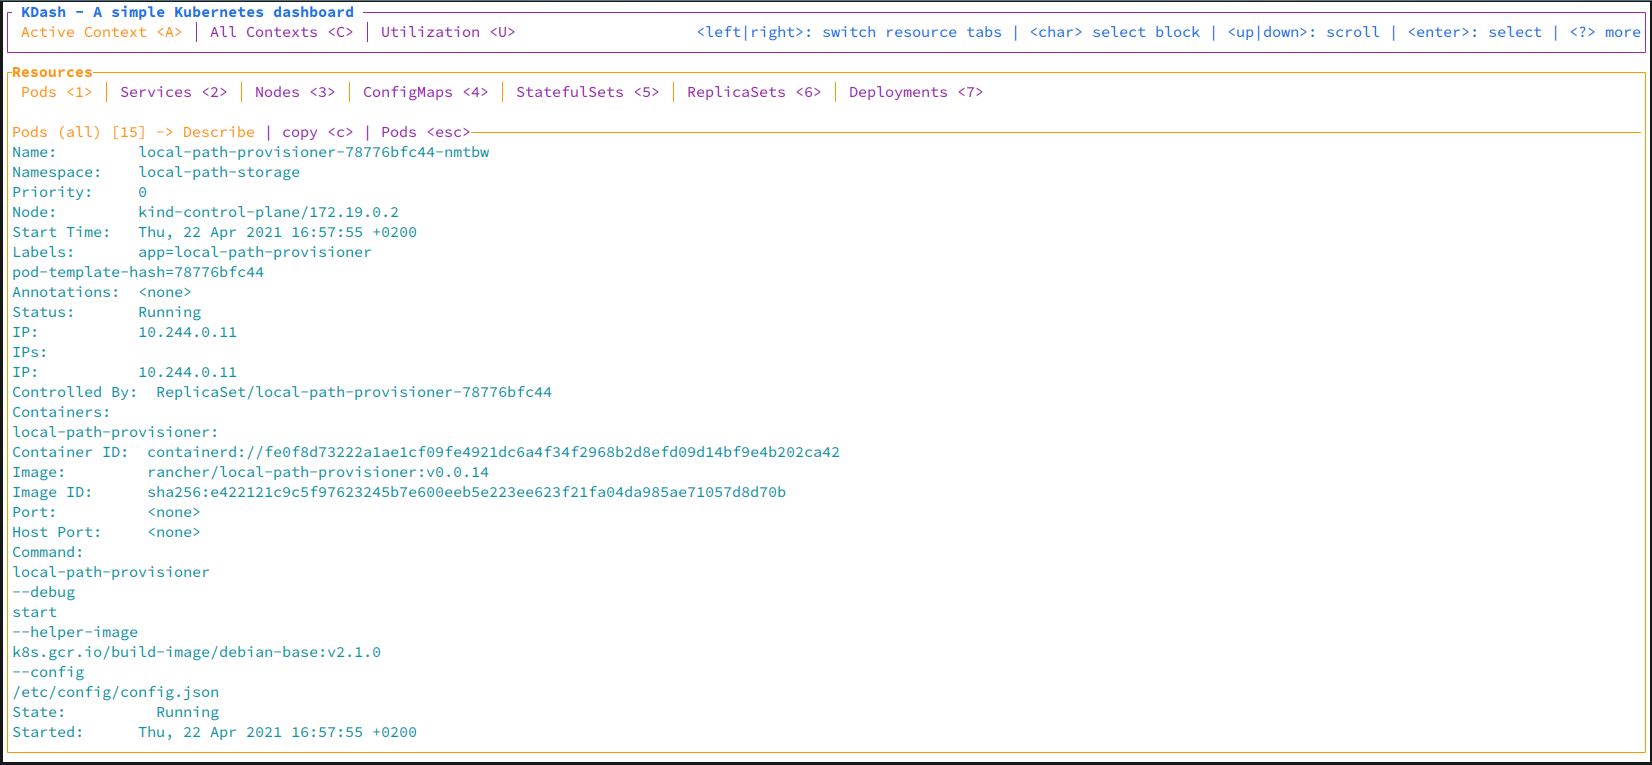 KDash - A simple Kubernetes dashboard
Active Context <A> | All Contexts <C> | Utilization <U> <left|right>: switch resource tabs | <char> select block | <up|down>: scroll | <enter>: select | <?> more
Resources
Pods <1> | Services <2> | Nodes <3> | ConfigMaps <4> | StatefulSets <5> | ReplicaSets <6> | Deployments <7>
Pods (all) [15] -> Describe | copy <c> | Pods <esc>
Name: local-path-provisioner-78776bfc44-nmtbw
Namespace: local-path-storage
Priority: 0
Node: kind-control-plane/172.19.0.2
Start Time: Thu, 22 Apr 2021 16:57:55 +0200
Labels: app=local-path-provisioner
pod-template-hash=78776bfc44
Annotations: <none>
Status: Running
IP: 10.244.0.11
IPs:
IP: 10.244.0.11
Controlled By: ReplicaSet/local-path-provisioner-78776bfc44
Containers:
local-path-provisioner:
Container ID: containerd://fe0f8d73222a1ae1cf09fe4921dc6a4f34f2968b2d8efd09d14bf9e4b202ca42
Image: rancher/local-path-provisioner:v0.0.14
Image ID: sha256:e422121c9c5f97623245b7e600eeb5e223ee623f21fa04da985ae71057d8d70b
Port: <none>
Host Port: <none>
Command:
local-path-provisioner
--debug
start
--helper-image
k8s.gcr.io/build-image/debian-base:v2.1.0
--config
/etc/config/config.json
State: Running
Started: Thu, 22 Apr 2021 16:57:55 +0200